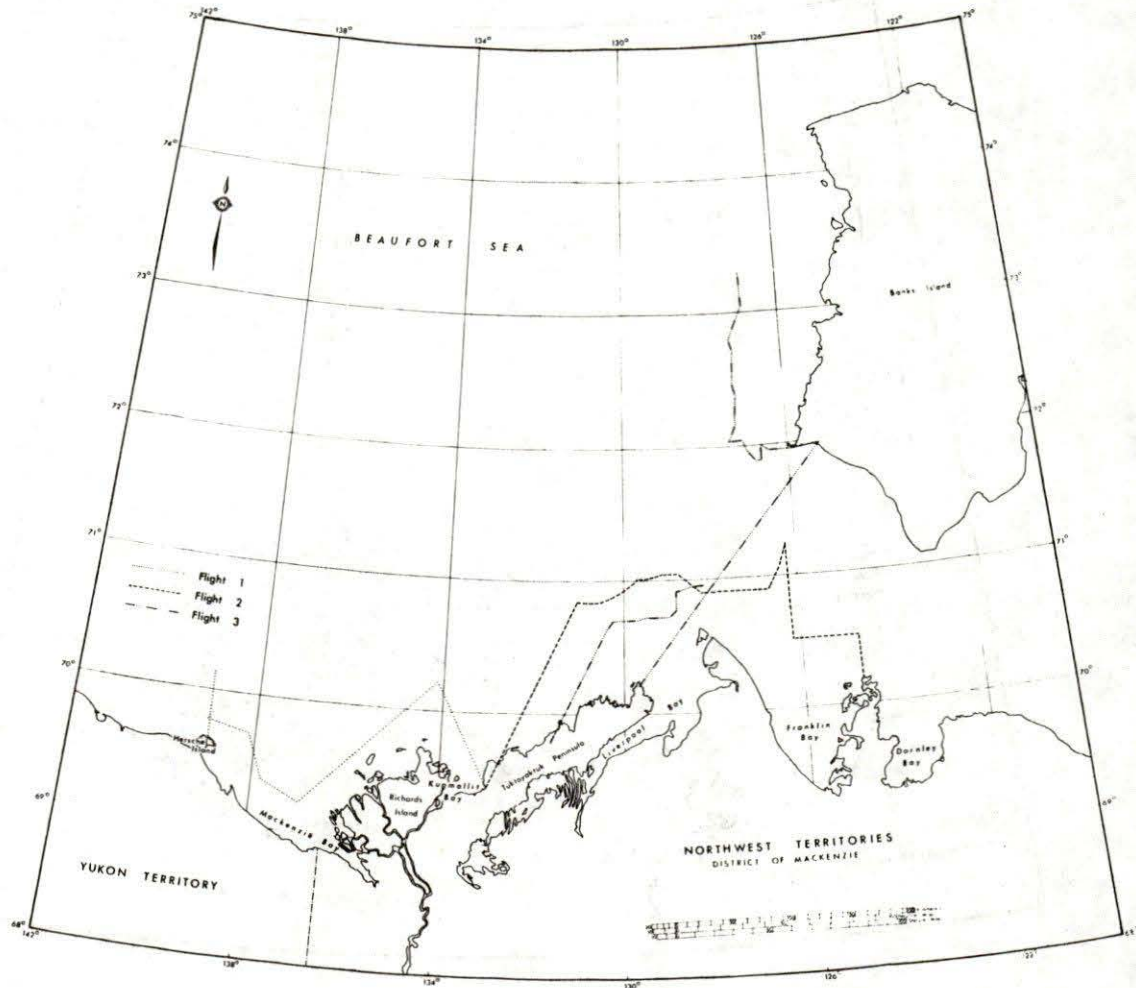 75° 142°
138°
134°
130°
126°
122°
75°
74°
74°
N
BEAUFORT SEA
73°
73°
Banks Island
72°
72°
71°
71°
Flight 1
Flight 2
Flight 3
70°
70°
Herschel Island
Franklin Bay
Darnley Bay
Liverpool Bay
Tuktoyaktuk Peninsula
Kugmallit Bay
Richards Island
69°
69°
Mackenzie Bay
NORTHWEST TERRITORIES
DISTRICT OF MACKENZIE
YUKON TERRITORY
68°
142°
138°
134°
130°
126°
122°
68°